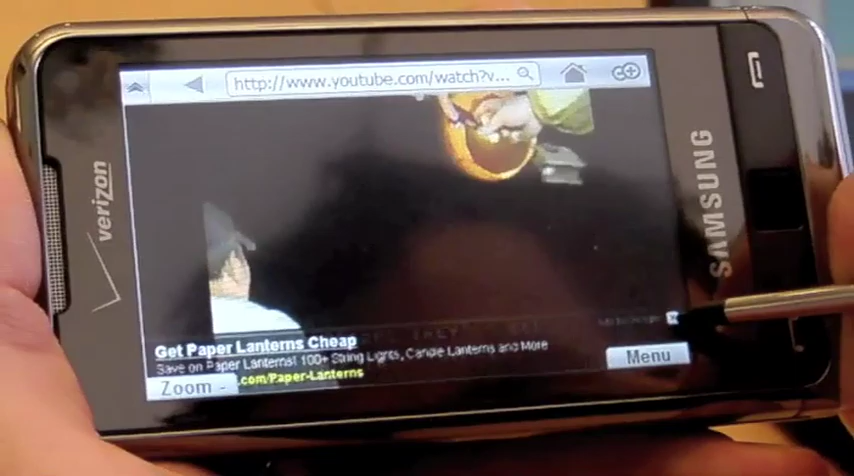 http://www.youtube.com/watch?v...
verizon
SAMSUNG
Get Paper Lanterns Cheap
Save on Paper Lanterns! 100+ String Lights, Candle Lanterns and More
.com/Paper-Lanterns
Zoom -
Menu